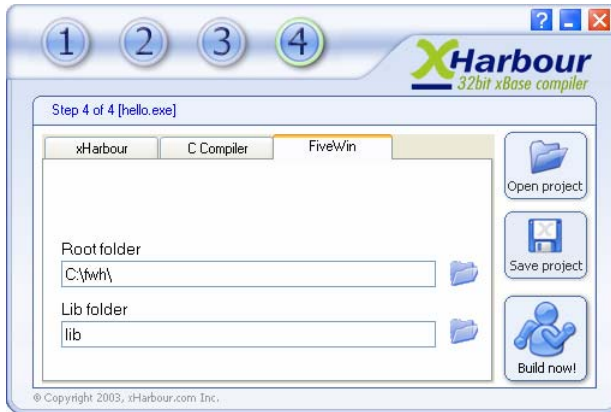 1 2 3 4
?
xHarbour
32bit xBase compiler
Step 4 of 4 [hello.exe]
xHarbour C Compiler FiveWin
Open project
Root folder
C:\fwh\
Save project
Lib folder
lib
Build now!
© Copyright 2003, xHarbour.com Inc.